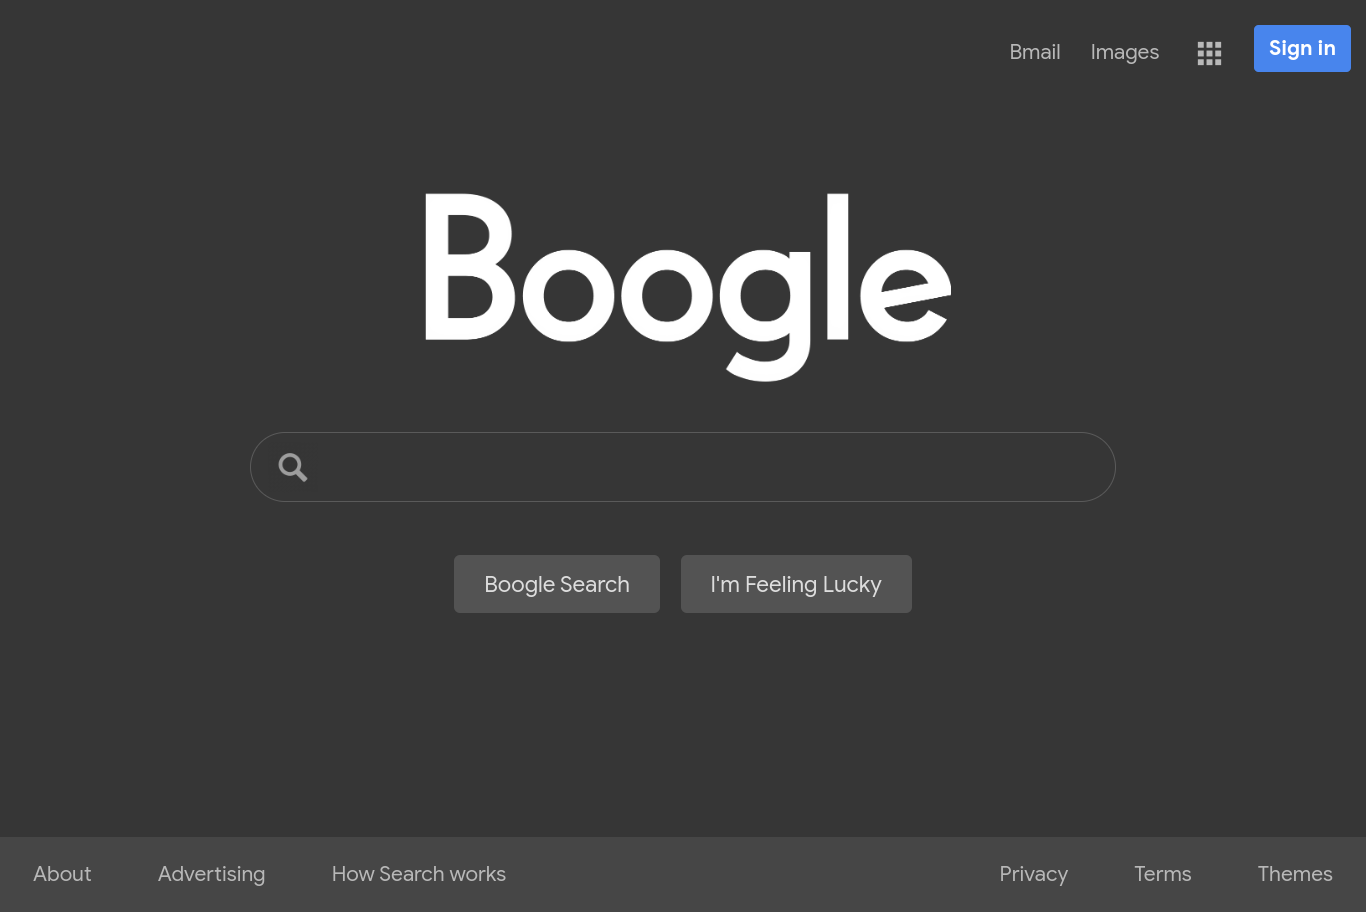 Bmail Images Sign in
Boogle
Boogle Search I'm Feeling Lucky
About Advertising How Search works Privacy Terms Themes